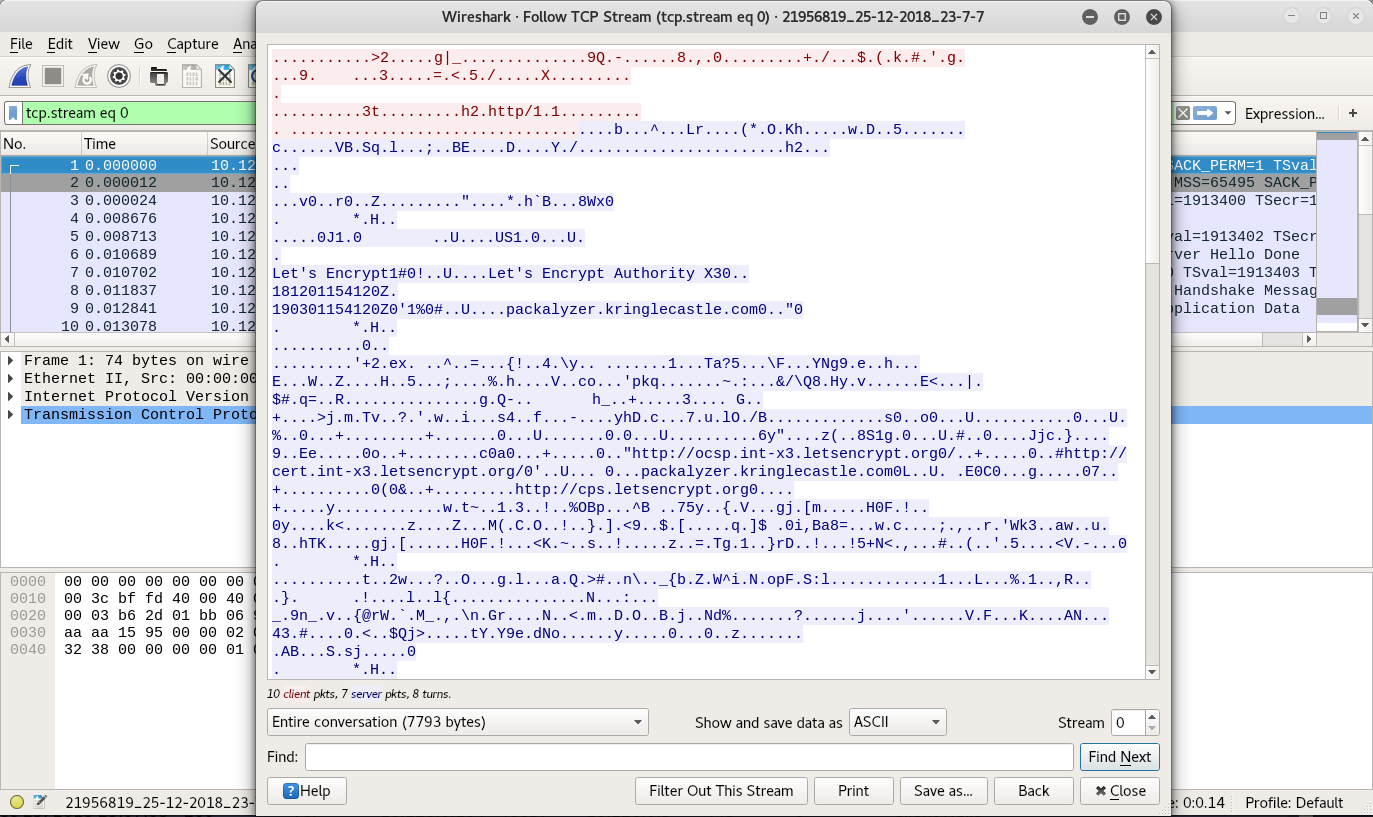 Wireshark · Follow TCP Stream (tcp.stream eq 0) · 21956819_25-12-2018_23-7-7
File Edit View Go Capture Ana
tcp.stream eq 0
Expression... +
No. Time Source
1 0.000000 10.12
2 0.000012 10.12
3 0.000024 10.12
4 0.008676 10.12
5 0.008713 10.12
6 0.010689 10.12
7 0.010702 10.12
8 0.011837 10.12
9 0.012841 10.12
10 0.013078 10.12
SACK_PERM=1 TSval
MSS=65495 SACK_P
=1913400 TSecr=1
val=1913402 TSecr
ver Hello Done
0 TSval=1913403 T
Handshake Messag
plication Data
Frame 1: 74 bytes on wire
Ethernet II, Src: 00:00:00
Internet Protocol Version
Transmission Control Proto
0000 00 00 00 00 00 00 00 0
0010 00 3c bf fd 40 00 40 0
0020 00 03 b6 2d 01 bb 06 9
0030 aa aa 15 95 00 00 02 0
0040 32 38 00 00 00 00 01 0
...........>2.....g|_..............9Q.-......8.,.0.........+./...$.(.k.#.'.g.
...9.    ...3.....=.<.5./.....X.........
.
..........3t.........h2.http/1.1.........
. ....................................b...^...Lr....(*.O.Kh.....w.D..5.......
c......VB.Sq.l...;..BE....D....Y./.......................h2...
...
..
...v0..r0..Z........."....*.h`B...8Wx0
.        *.H..
.....0J1.0        ..U....US1.0...U.
.
Let's Encrypt1#0!..U....Let's Encrypt Authority X30..
181201154120Z.
190301154120Z0'1%0#..U....packalyzer.kringlecastle.com0.."0
.        *.H..
..........0..
.........'+2.ex. ..^..=...{!..4.\y.. .......1...Ta?5...\F...YNg9.e..h...
E...W..Z....H..5...;....%.h....V..co...'pkq.......~.:...&/\Q8.Hy.v......E<...|.
$#.q=..R...............g.Q-..       h_..+.....3.... G..
+....>j.m.Tv..?.'.w..i...s4..f...-....yhD.c...7.u.lO./B.............s0..o0...U...........0...U.
%..0...+.........+.......0...U.......0.0...U..........6y"....z(..8S1g.0...U.#..0....Jjc.}....
9..Ee.....0o..+........c0a0...+.....0.."http://ocsp.int-x3.letsencrypt.org0/..+.....0..#http://
cert.int-x3.letsencrypt.org/0'..U... 0...packalyzer.kringlecastle.com0L..U. .E0C0...g.....07..
+..........0(0&..+.........http://cps.letsencrypt.org0....
+.....y............w.t~..1.3..!..%OBp...^B ..75y..{.V...gj.[m.....H0F.!..
0y....k<.......z....Z...M(.C.O..!..}.].<9..$.[.....q.]$ .0i,Ba8=...w.c....;.,..r.'Wk3..aw..u.
8..hTK.....gj.[......H0F.!...<K.~..s..!.....z..=.Tg.1..}rD..!...!5+N<.,...#..(..'.5....<V.-...0
.        *.H..
..........t..2w...?..O...g.l...a.Q.>#..n\.._{b.Z.W^i.N.opF.S:l............1...L...%.1..,R..
.}.      .!....l..l{...............N...:...
_.9n_.v..{@rW.`.M_.,.\n.Gr....N..<.m..D.O..B.j..Nd%.......?......j....'......V.F...K....AN...
43.#....0.<..$Qj>.....tY.Y9e.dNo......y.....0...0..z.......
.AB...S.sj.....0
.        *.H..
10 client pkts, 7 server pkts, 8 turns.
Entire conversation (7793 bytes) Show and save data as ASCII Stream 0
Find: Find Next
Help Filter Out This Stream Print Save as... Back Close
21956819_25-12-2018_23- e: 0:0.14 Profile: Default